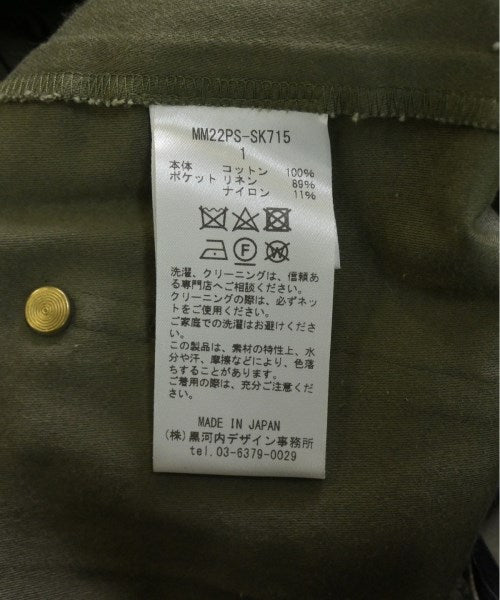 MM22PS-SK715
1
本体 コットン 100%
ポケット リネン 89%
ナイロン 11%
F W
洗濯、クリーニングは、信頼あ
る専門店へご相談ください。
クリーニングの際は、必ずネッ
トをご使用ください。
ご家庭での洗濯はお避けくださ
い。
この製品は、素材の特性上、水
分や汗、摩擦などにより、色落
ちすることがあります。
ご着用の際は、充分ご注意くだ
さい。
MADE IN JAPAN
(株)黒河内デザイン事務所
tel. 03-6379-0029